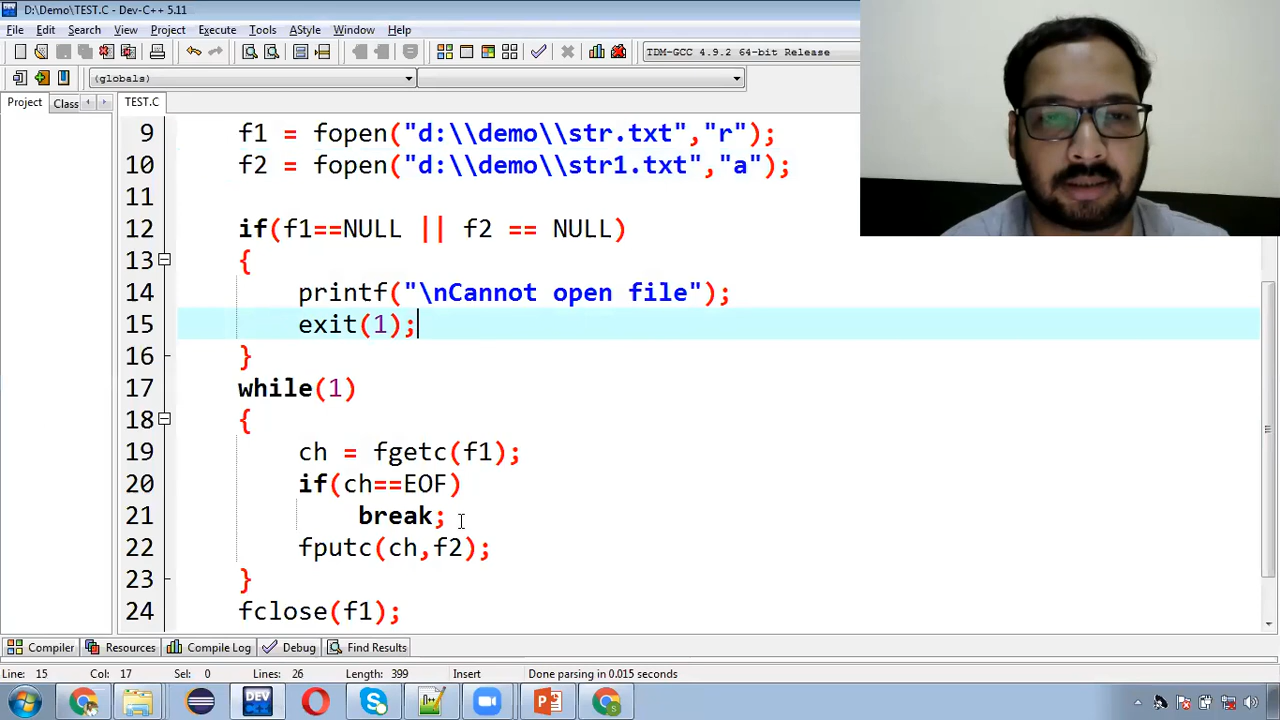 D:\Demo\TEST.C - Dev-C++ 5.11
File Edit Search View Project Execute Tools AStyle Window Help
TDM-GCC 4.9.2 64-bit Release
(globals)
Project Class TEST.C
9 f1 = fopen("d:\\demo\\str.txt","r");
10 f2 = fopen("d:\\demo\\str1.txt","a");
11
12 if(f1==NULL || f2 == NULL)
13 {
14 printf("\nCannot open file");
15 exit(1);
16 }
17 while(1)
18 {
19 ch = fgetc(f1);
20 if(ch==EOF)
21 break;
22 fputc(ch,f2);
23 }
24 fclose(f1);
Compiler Resources Compile Log Debug Find Results
Line: 15 Col: 17 Sel: 0 Lines: 26 Length: 399 Insert Done parsing in 0.015 seconds
DEV